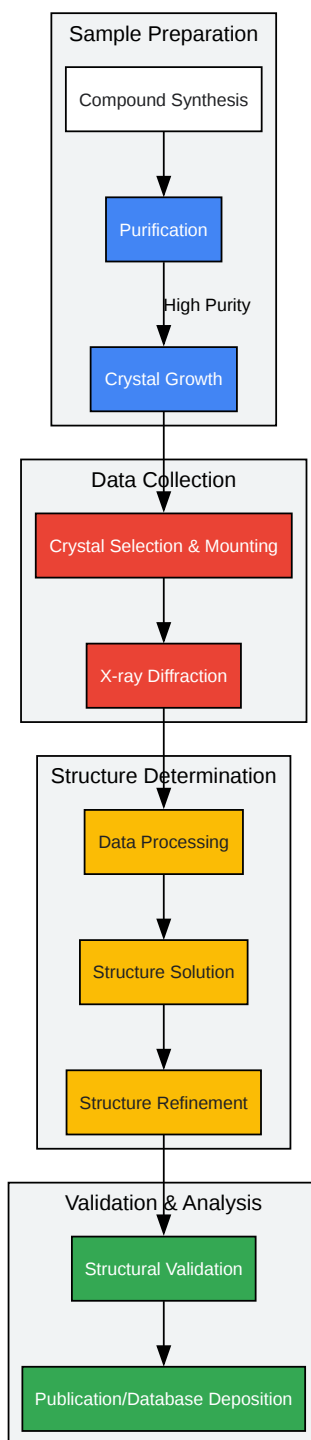 Sample Preparation
Compound Synthesis
Purification
High Purity
Crystal Growth
Data Collection
Crystal Selection & Mounting
X-ray Diffraction
Structure Determination
Data Processing
Structure Solution
Structure Refinement
Validation & Analysis
Structural Validation
Publication/Database Deposition